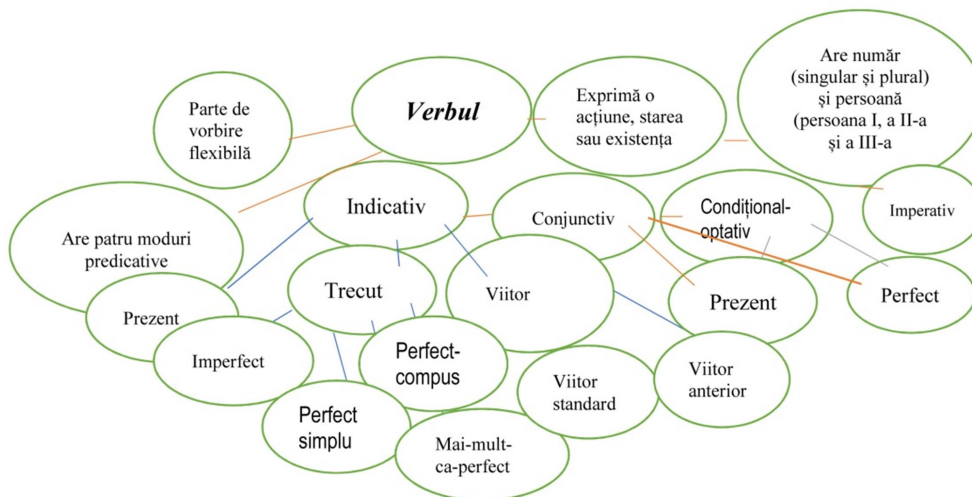 Parte de
vorbire
flexibilă
Verbul
Exprimă o
acțiune, starea
sau existența
Are număr
(singular și plural)
și persoană
(persoana I, a II-a
și a III-a
Are patru moduri
predicative
Indicativ
Conjunctiv
Condițional-
optativ
Imperativ
Prezent
Trecut
Viitor
Prezent
Perfect
Imperfect
Perfect-
compus
Perfect
simplu
Mai-mult-
ca-perfect
Viitor
standard
Viitor
anterior